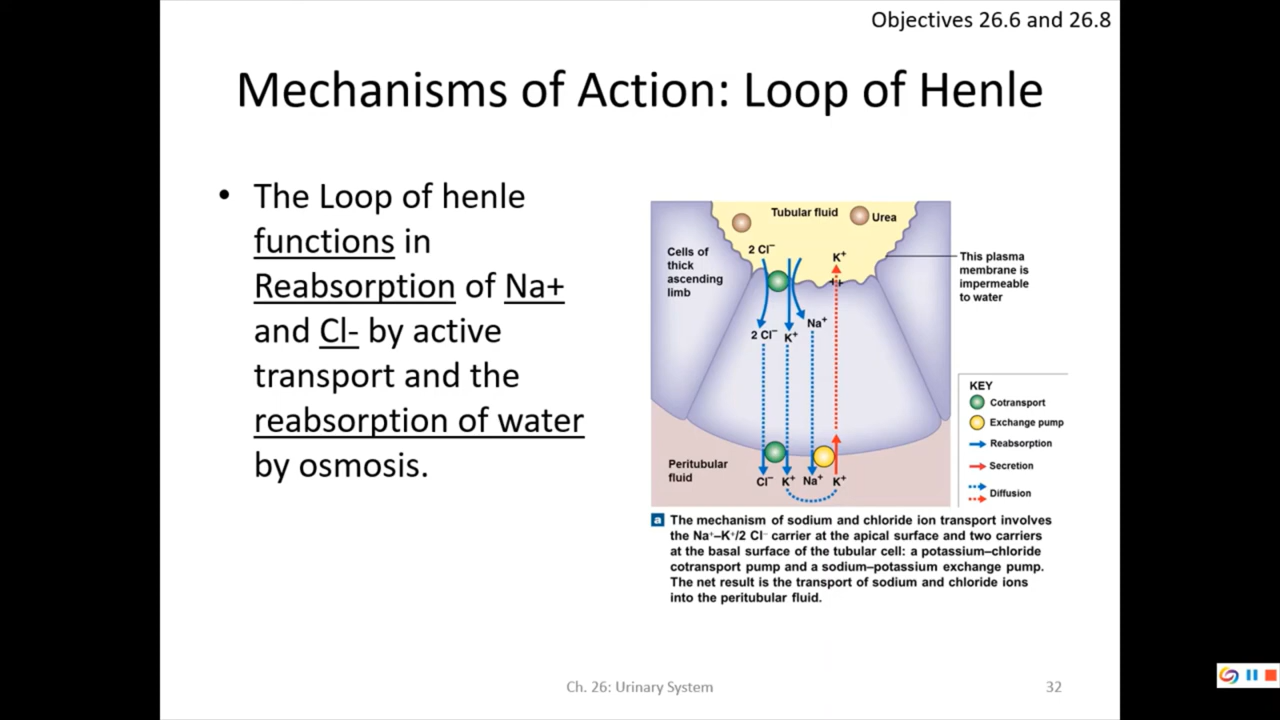 Objectives 26.6 and 26.8
Mechanisms of Action: Loop of Henle
• The Loop of henle
functions in
Reabsorption of Na+
and Cl- by active
transport and the
reabsorption of water
by osmosis.
Tubular fluid
Urea
Cells of
thick
ascending
limb
2 Cl⁻
K⁺
This plasma
membrane is
impermeable
to water
2 Cl⁻ K⁺ Na⁺
KEY
Cotransport
Exchange pump
Reabsorption
Secretion
Diffusion
Peritubular
fluid
Cl⁻ K⁺ Na⁺ K⁺
a The mechanism of sodium and chloride ion transport involves
the Na⁺–K⁺/2 Cl⁻ carrier at the apical surface and two carriers
at the basal surface of the tubular cell: a potassium–chloride
cotransport pump and a sodium–potassium exchange pump.
The net result is the transport of sodium and chloride ions
into the peritubular fluid.
Ch. 26: Urinary System
32